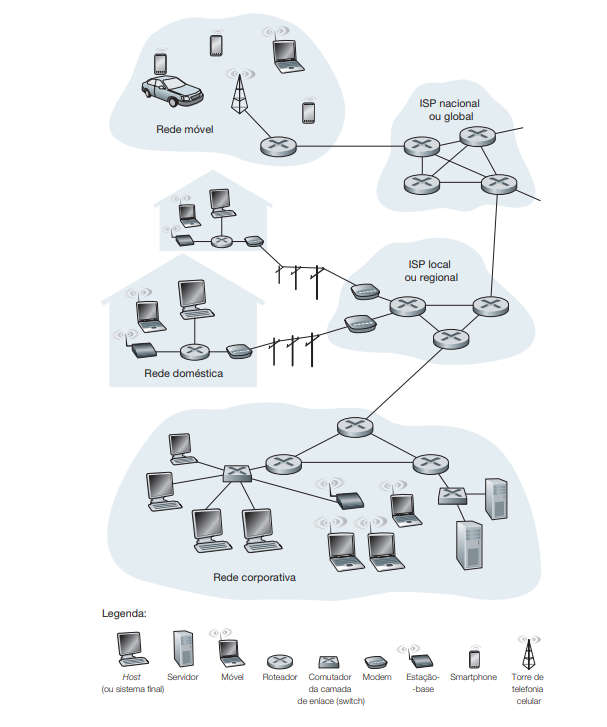 Rede móvel
ISP nacional
ou global
ISP local
ou regional
Rede doméstica
Rede corporativa
Legenda:
Host
(ou sistema final)
Servidor
Móvel
Roteador
Comutador
da camada
de enlace (switch)
Modem
Estação-
-base
Smartphone
Torre de
telefonia
celular